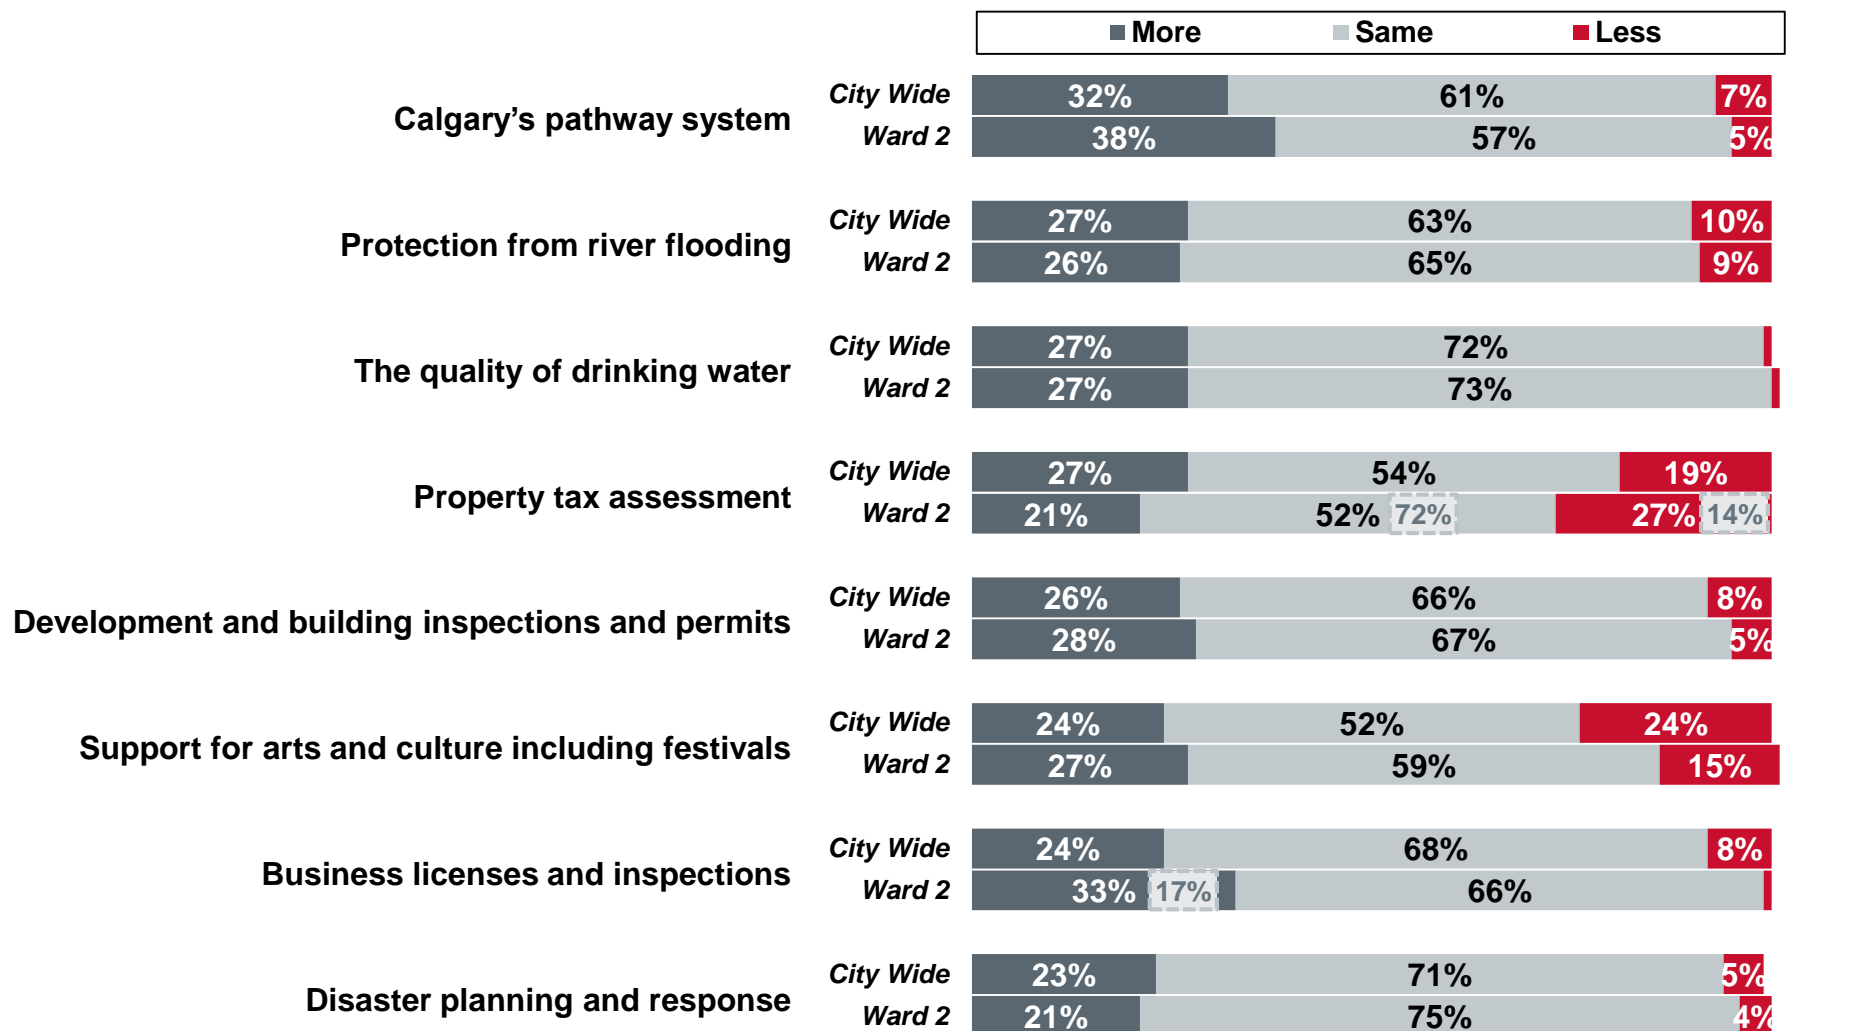 More Same Less
Calgary’s pathway system
City Wide 32% 61% 7%
Ward 2 38% 57% 5%
Protection from river flooding
City Wide 27% 63% 10%
Ward 2 26% 65% 9%
The quality of drinking water
City Wide 27% 72%
Ward 2 27% 73%
Property tax assessment
City Wide 27% 54% 19%
Ward 2 21% 52% 72% 27% 14%
Development and building inspections and permits
City Wide 26% 66% 8%
Ward 2 28% 67% 5%
Support for arts and culture including festivals
City Wide 24% 52% 24%
Ward 2 27% 59% 15%
Business licenses and inspections
City Wide 24% 68% 8%
Ward 2 33% 17% 66%
Disaster planning and response
City Wide 23% 71% 5%
Ward 2 21% 75% 4%